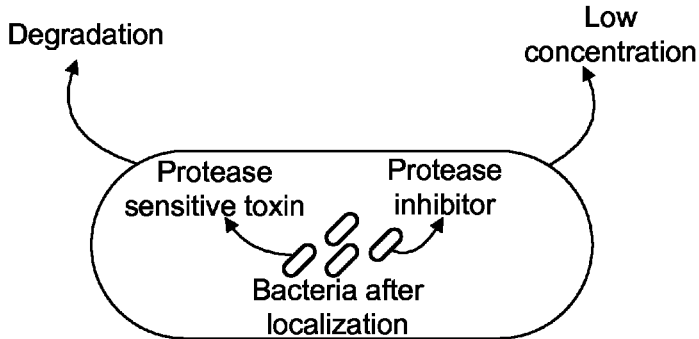 Degradation
Low
concentration
Protease
sensitive toxin
Protease
inhibitor
Bacteria after
localization